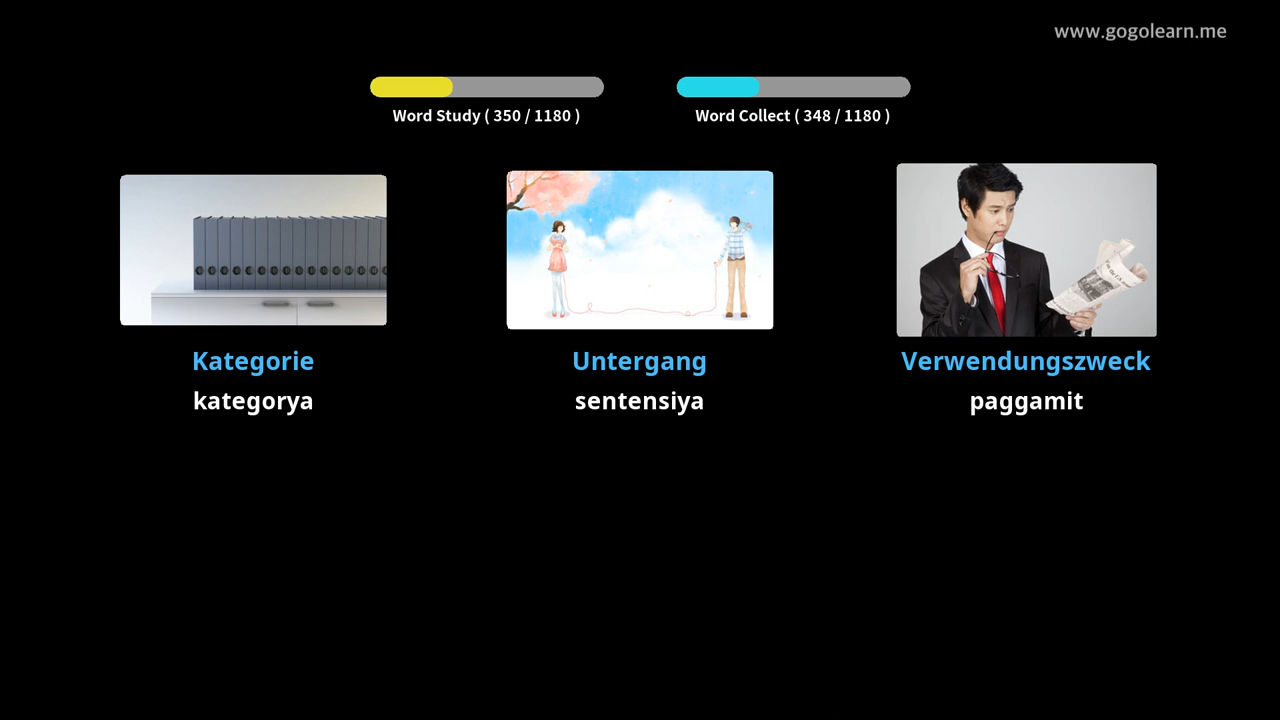 www.gogolearn.me
Word Study ( 350 / 1180 )
Word Collect ( 348 / 1180 )
Kategorie
kategorya
Untergang
sentensiya
Verwendungszweck
paggamit